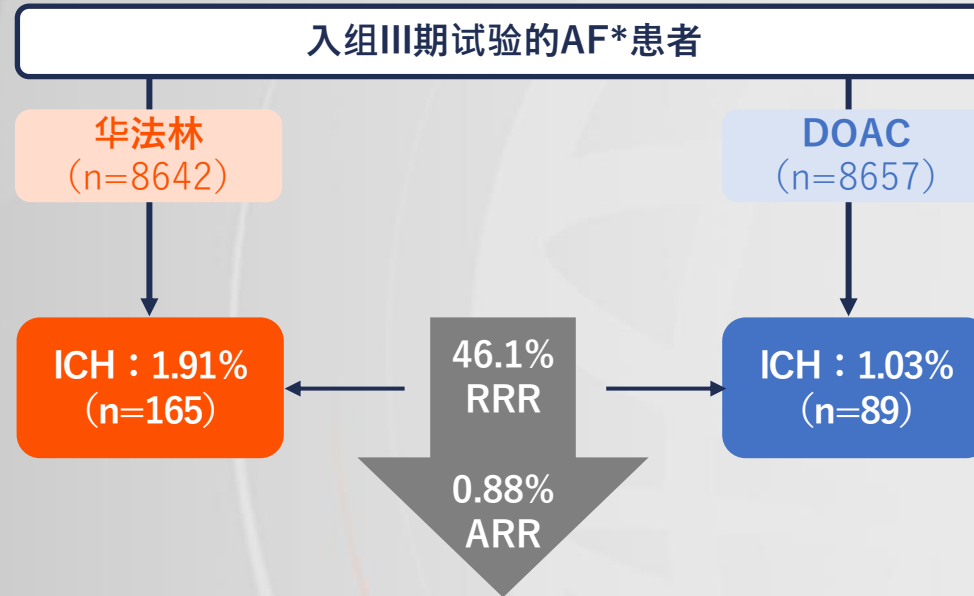 入组III期试验的AF*患者
华法林
（n=8642）
DOAC
（n=8657）
ICH：1.91%
（n=165）
46.1%
RRR
0.88%
ARR
ICH：1.03%
（n=89）